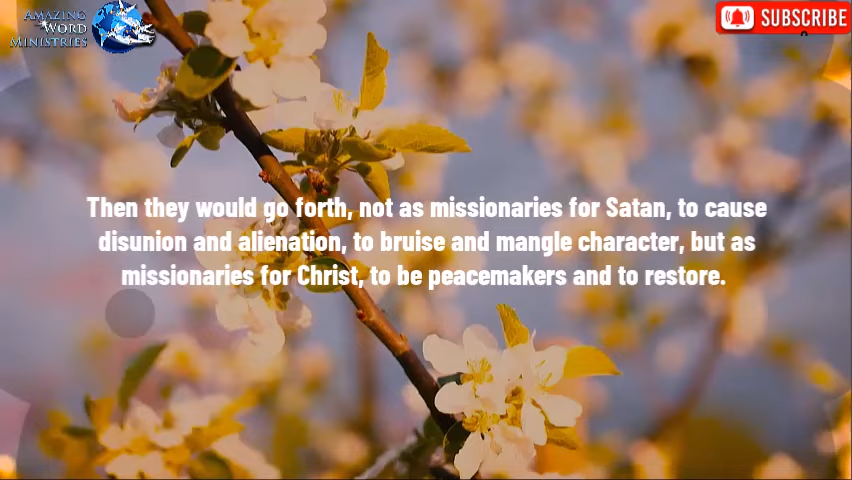 AMAZING
WORD
MINISTRIES
SUBSCRIBE
Then they would go forth, not as missionaries for Satan, to cause
disunion and alienation, to bruise and mangle character, but as
missionaries for Christ, to be peacemakers and to restore.